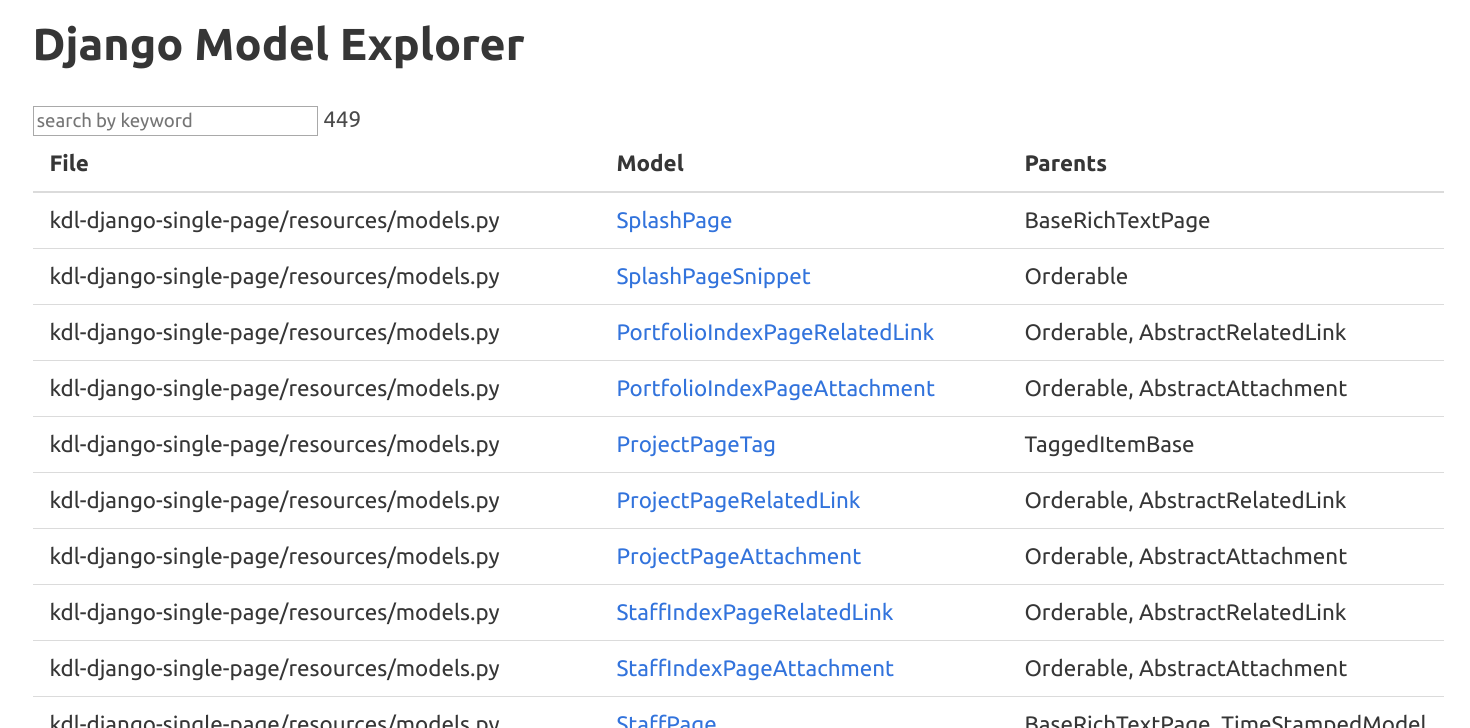 Django Model Explorer
search by keyword 449
File Model Parents
kdl-django-single-page/resources/models.py SplashPage BaseRichTextPage
kdl-django-single-page/resources/models.py SplashPageSnippet Orderable
kdl-django-single-page/resources/models.py PortfolioIndexPageRelatedLink Orderable, AbstractRelatedLink
kdl-django-single-page/resources/models.py PortfolioIndexPageAttachment Orderable, AbstractAttachment
kdl-django-single-page/resources/models.py ProjectPageTag TaggedItemBase
kdl-django-single-page/resources/models.py ProjectPageRelatedLink Orderable, AbstractRelatedLink
kdl-django-single-page/resources/models.py ProjectPageAttachment Orderable, AbstractAttachment
kdl-django-single-page/resources/models.py StaffIndexPageRelatedLink Orderable, AbstractRelatedLink
kdl-django-single-page/resources/models.py StaffIndexPageAttachment Orderable, AbstractAttachment
kdl-django-single-page/resources/models.py StaffPage BaseRichTextPage, TimeStampedModel